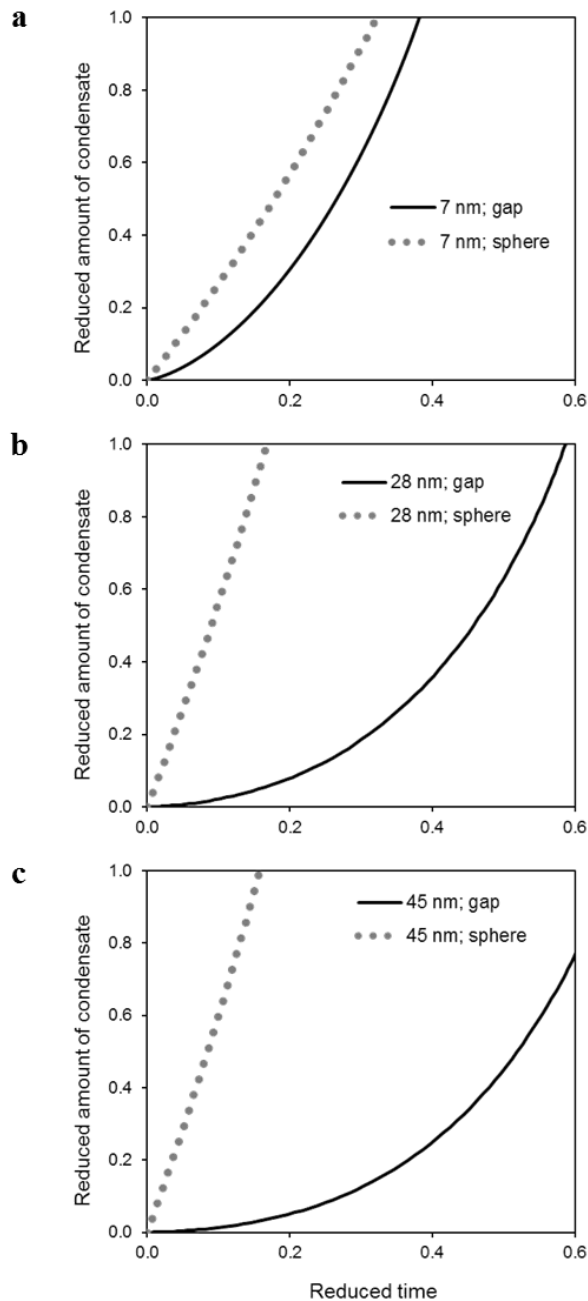 a
1.0
0.8
0.6
0.4
0.2
0.0
Reduced amount of condensate
7 nm; gap
7 nm; sphere
0.0 0.2 0.4 0.6
b
1.0
0.8
0.6
0.4
0.2
0.0
Reduced amount of condensate
28 nm; gap
28 nm; sphere
0.0 0.2 0.4 0.6
c
1.0
0.8
0.6
0.4
0.2
0.0
Reduced amount of condensate
45 nm; gap
45 nm; sphere
0.0 0.2 0.4 0.6
Reduced time